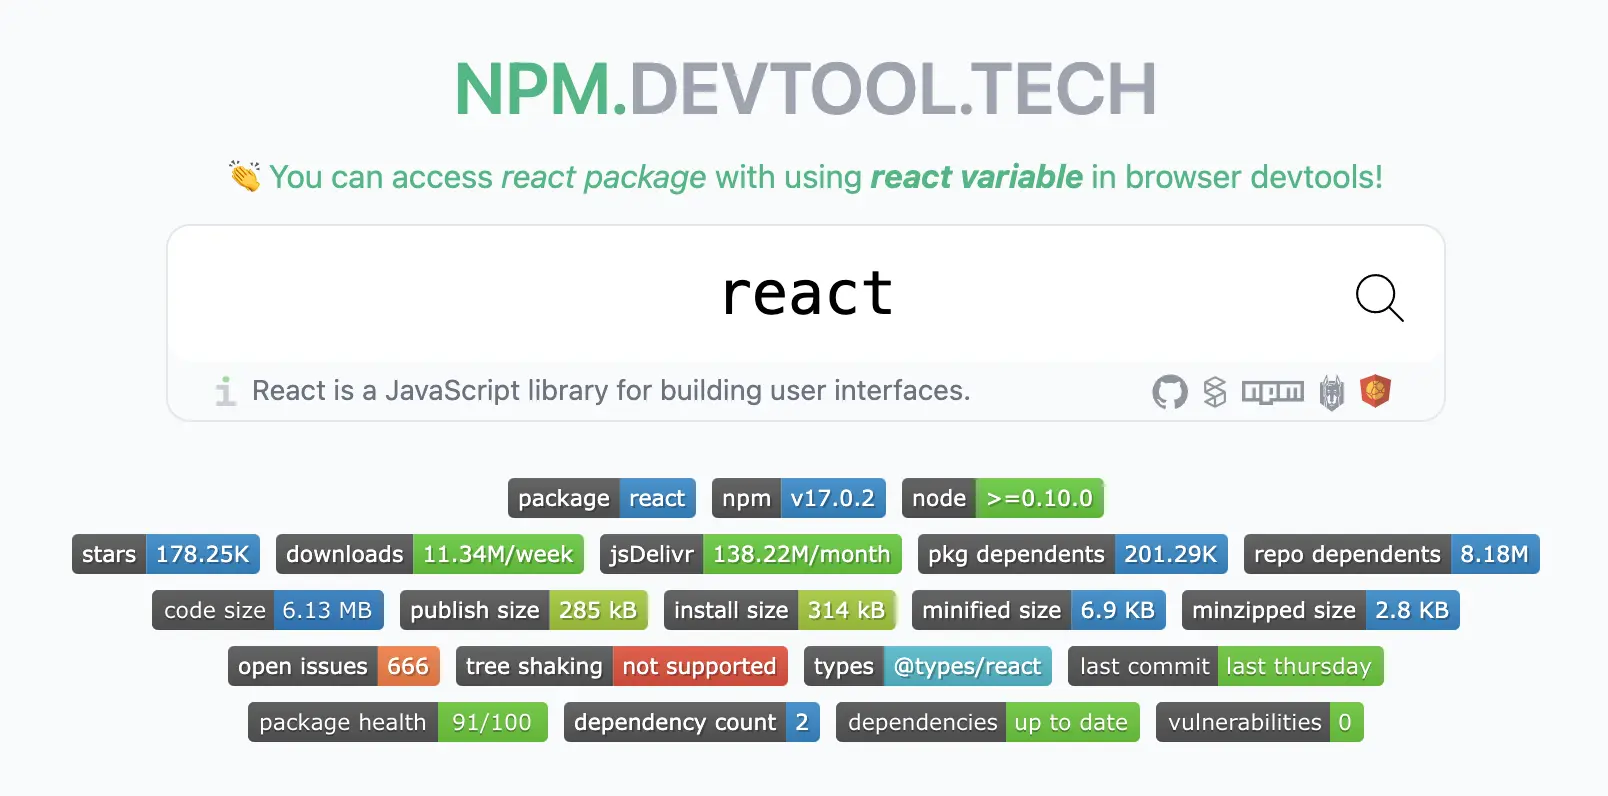 NPM.DEVTOOL.TECH
👏 You can access react package with using react variable in browser devtools!
react
React is a JavaScript library for building user interfaces. npm
package react npm v17.0.2 node >=0.10.0
stars 178.25K downloads 11.34M/week jsDelivr 138.22M/month pkg dependents 201.29K repo dependents 8.18M
code size 6.13 MB publish size 285 kB install size 314 kB minified size 6.9 KB minzipped size 2.8 KB
open issues 666 tree shaking not supported types @types/react last commit last thursday
package health 91/100 dependency count 2 dependencies up to date vulnerabilities 0